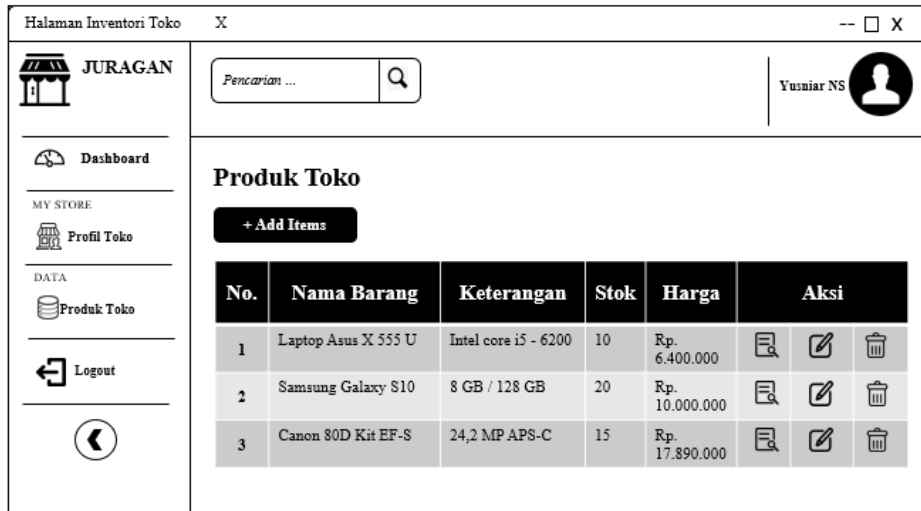 Halaman Inventori Toko X -- X
JURAGAN
Pencarian ...
Yusniar NS
Dashboard
MY STORE
Profil Toko
DATA
Produk Toko
Logout
Produk Toko
+ Add Items
No. Nama Barang Keterangan Stok Harga Aksi
1 Laptop Asus X 555 U Intel core i5 - 6200 10 Rp.
6.400.000
2 Samsung Galaxy S10 8 GB / 128 GB 20 Rp.
10.000.000
3 Canon 80D Kit EF-S 24,2 MP APS-C 15 Rp.
17.890.000